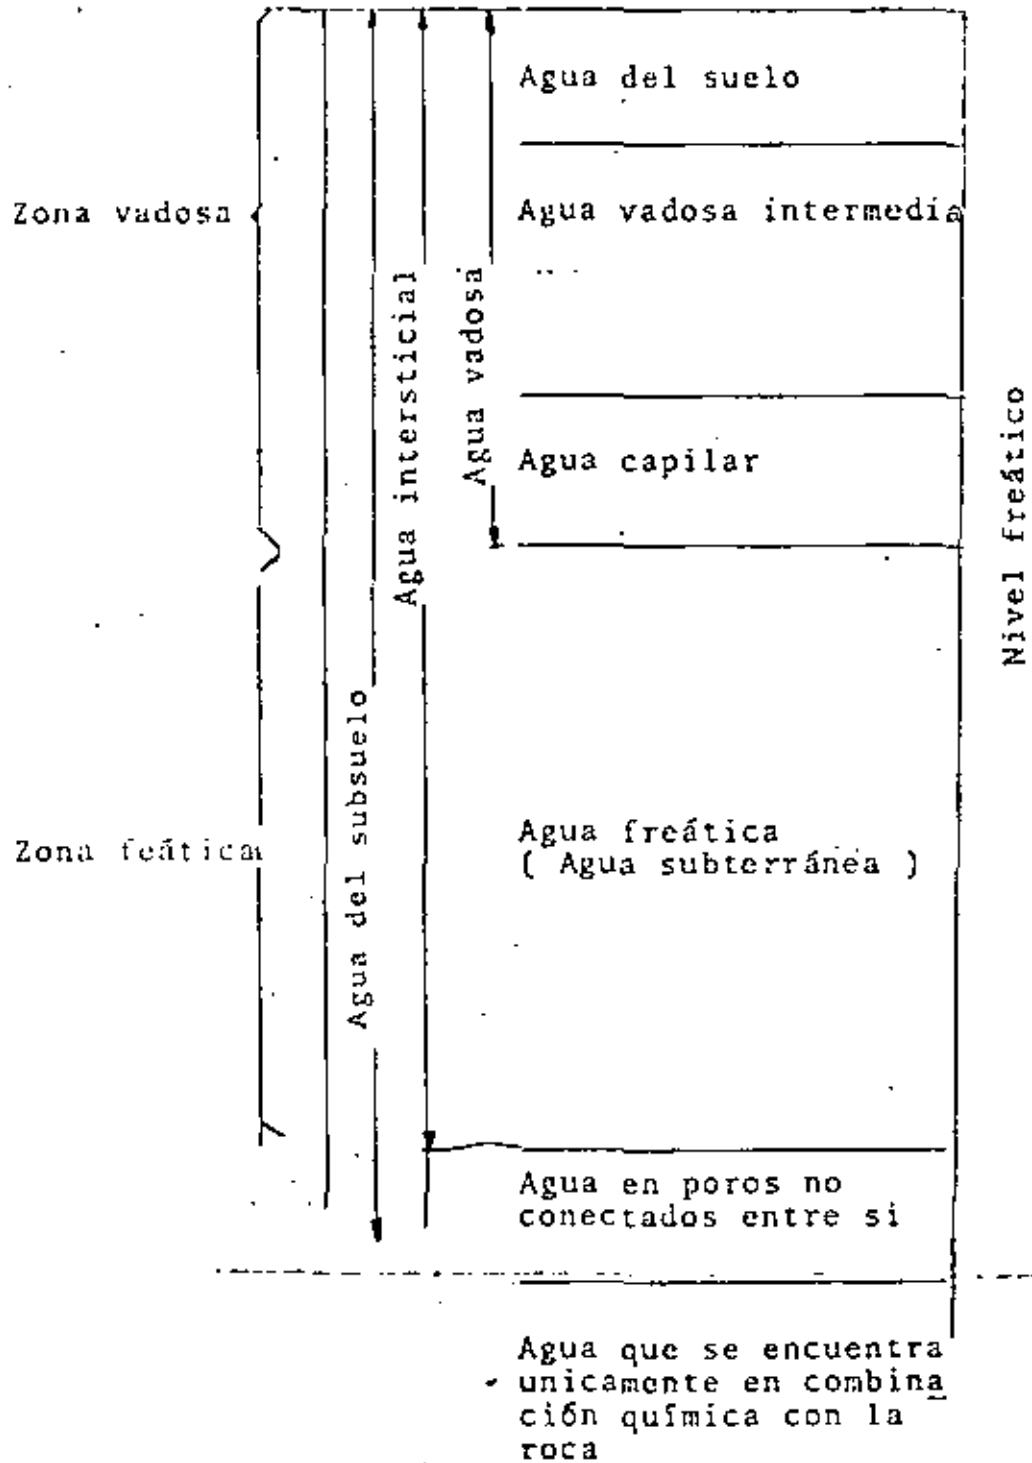 Agua del suelo
Zona vadosa
Agua vadosa intermedia
Agua intersticial
Agua vadosa
Agua capilar
Nivel freático
Agua del subsuelo
Zona feática
Agua freática
( Agua subterránea )
Agua en poros no
conectados entre si
Agua que se encuentra
unicamente en combina
ción química con la
roca